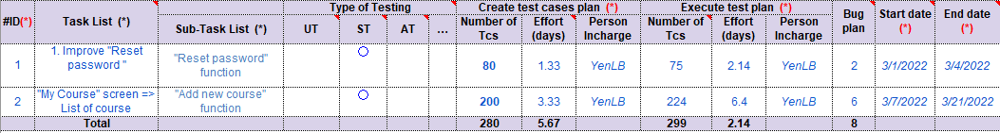 #ID(*) Task List (*) Type of Testing Create test cases plan (*) Execute test plan (*) Bug plan Start date (*) End date (*)
Sub-Task List (*) UT ST AT ... Number of Tcs Effort (days) Person Incharge Number of Tcs Effort (days) Person Incharge
1 1. Improve "Reset password " "Reset password" function 80 1.33 YenLB 75 2.14 YenLB 2 3/1/2022 3/4/2022
2 "My Course" screen => List of course "Add new course" function 200 3.33 YenLB 224 6.4 YenLB 6 3/7/2022 3/21/2022
Total 280 5.67 299 2.14 8